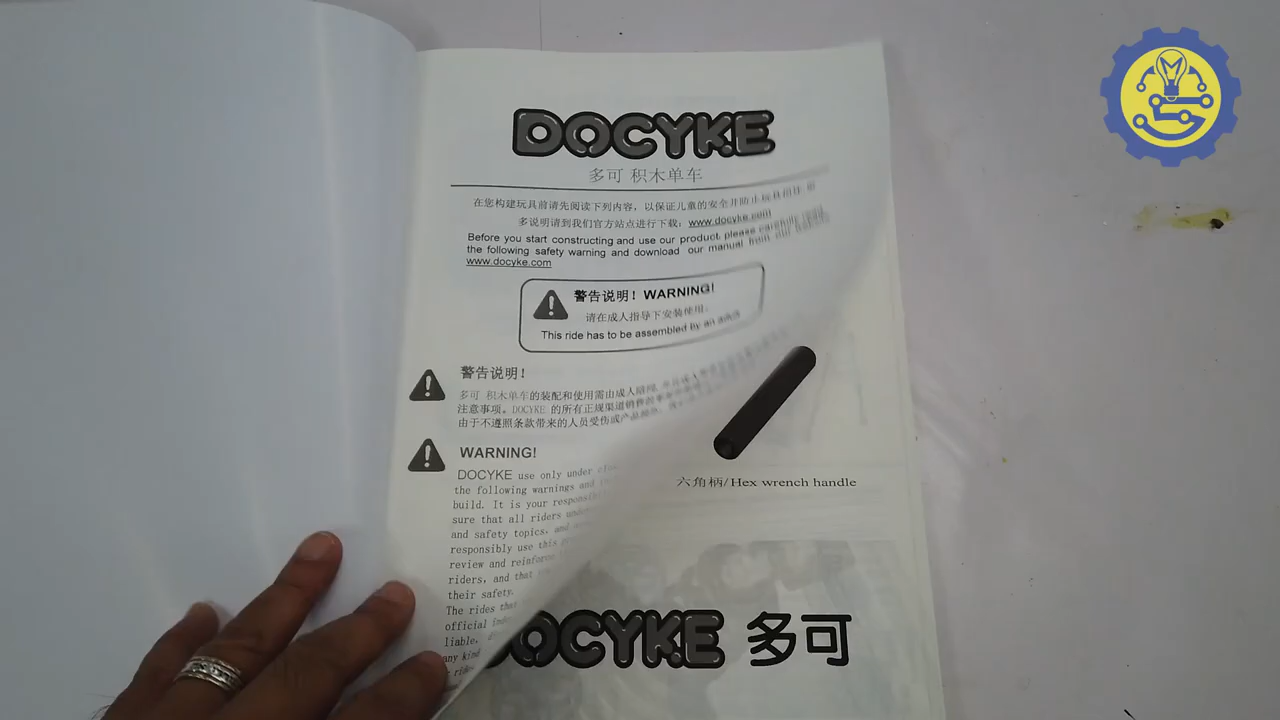 DOCYKE
多可 积木单车
在您构建玩具前请先阅读下列内容，以保证儿童的安全并防止玩具损坏
多说明请到我们官方站点进行下载：www.docyke.com
Before you start constructing and use our product, please carefully read
the following safety warning and download our manual from our
www.docyke.com
警告说明！WARNING!
请在成人指导下安装使用。
This ride has to be assembled by an adult
警告说明！
多可 积木单车的装配和使用需由成人
注意事项。DOCYKE 的所有正规渠道销售
由于不遵照条款带来的人员受伤或产品
WARNING!
DOCYKE use only under
the following warnings and
build. It is your
sure that all riders
and safety topics, and
responsibly use this
review and reinforce
riders, and that
their safety.
The rides that
official
liable.
any kind
六角柄/Hex wrench handle
DOCYKE 多可